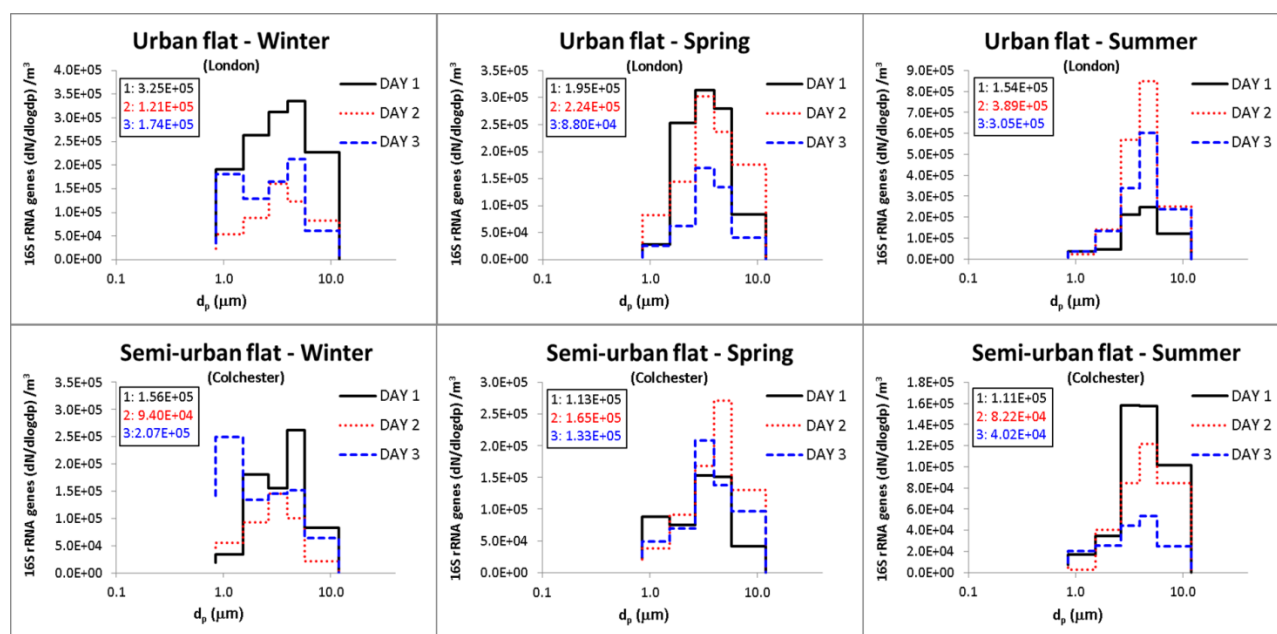 Urban flat - Winter
(London)
16S rRNA genes (dN/dlogdp) /m³
4.0E+05
3.5E+05
3.0E+05
2.5E+05
2.0E+05
1.5E+05
1.0E+05
5.0E+04
0.0E+00
1: 3.25E+05
2: 1.21E+05
3: 1.74E+05
DAY 1
DAY 2
DAY 3
0.1
1.0
10.0
dₚ (μm)
Urban flat - Spring
(London)
16S rRNA genes (dN/dlogdp) /m³
3.5E+05
3.0E+05
2.5E+05
2.0E+05
1.5E+05
1.0E+05
5.0E+04
0.0E+00
1: 1.95E+05
2: 2.24E+05
3:8.80E+04
DAY 1
DAY 2
DAY 3
0.1
1.0
10.0
dₚ (μm)
Urban flat - Summer
(London)
16S rRNA genes (dN/dlogdp) /m³
9.0E+05
8.0E+05
7.0E+05
6.0E+05
5.0E+05
4.0E+05
3.0E+05
2.0E+05
1.0E+05
0.0E+00
1: 1.54E+05
2: 3.89E+05
3:3.05E+05
DAY 1
DAY 2
DAY 3
0.1
1.0
10.0
dₚ (μm)
Semi-urban flat - Winter
(Colchester)
16S rRNA genes (dN/dlogdp) /m³
3.5E+05
3.0E+05
2.5E+05
2.0E+05
1.5E+05
1.0E+05
5.0E+04
0.0E+00
1: 1.56E+05
2: 9.40E+04
3:2.07E+05
DAY 1
DAY 2
DAY 3
0.1
1.0
10.0
dₚ (μm)
Semi-urban flat - Spring
(Colchester)
16S rRNA genes (dN/dlogdp) /m³
3.0E+05
2.5E+05
2.0E+05
1.5E+05
1.0E+05
5.0E+04
0.0E+00
1: 1.13E+05
2: 1.65E+05
3: 1.33E+05
DAY 1
DAY 2
DAY 3
0.1
1.0
10.0
dₚ (μm)
Semi-urban flat - Summer
(Colchester)
16S rRNA genes (dN/dlogdp) /m³
1.8E+05
1.6E+05
1.4E+05
1.2E+05
1.0E+05
8.0E+04
6.0E+04
4.0E+04
2.0E+04
0.0E+00
1: 1.11E+05
2: 8.22E+04
3: 4.02E+04
DAY 1
DAY 2
DAY 3
0.1
1.0
10.0
dₚ (μm)